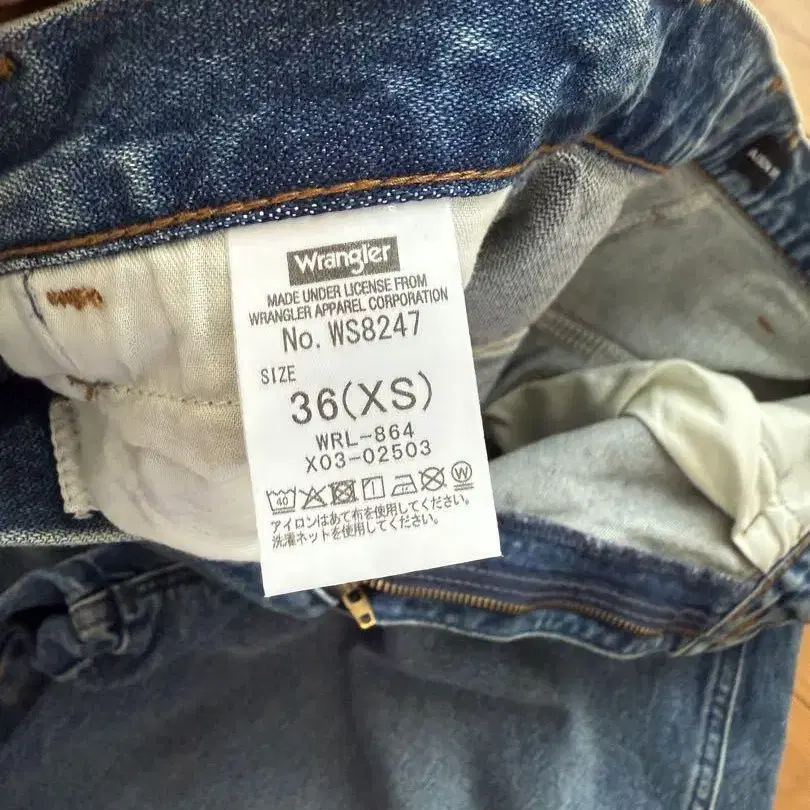 Wrangler
MADE UNDER LICENSE FROM
WRANGLER APPAREL CORPORATION
No. WS8247
SIZE
36(XS)
WRL-864
X03-02503
40 W
アイロンはあて布を使用してください。
洗濯ネットを使用してください。